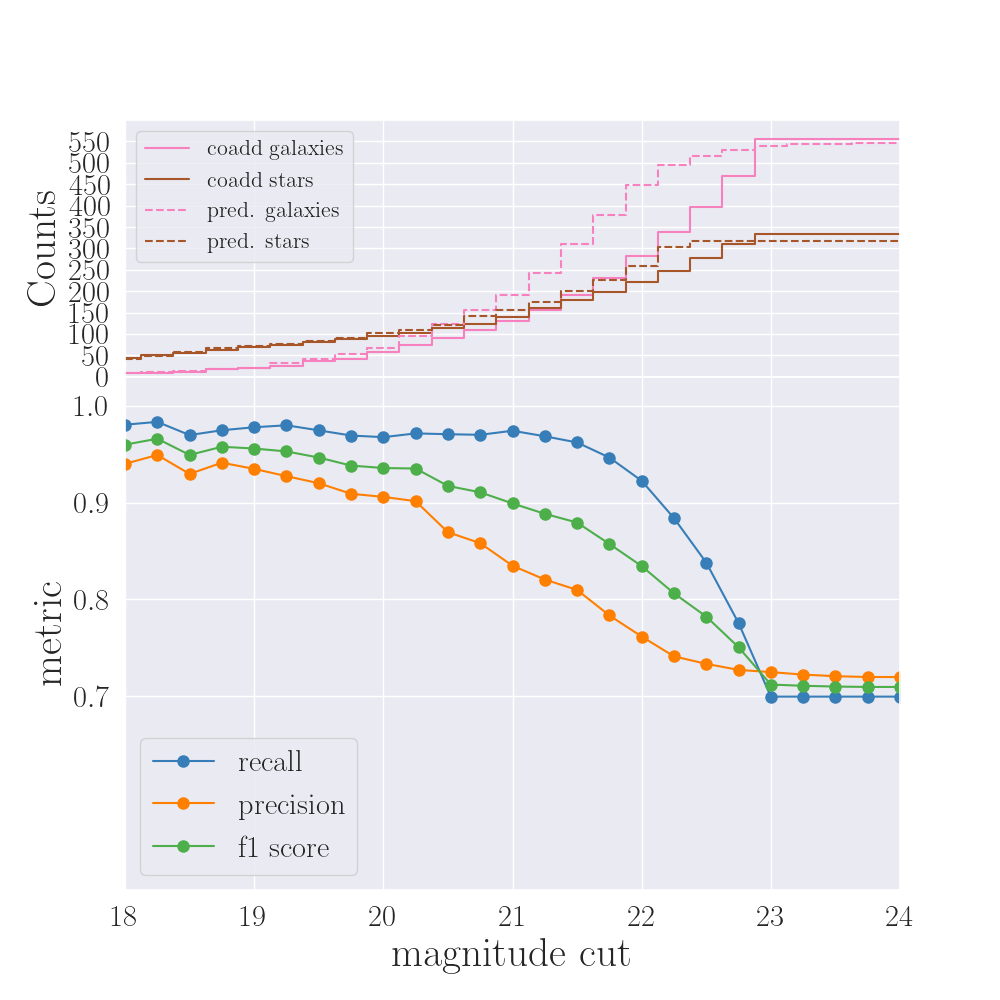 Counts
550
500
450
400
350
300
250
200
150
100
50
0
coadd galaxies
coadd stars
pred. galaxies
pred. stars
metric
1.0
0.9
0.8
0.7
recall
precision
f1 score
18 19 20 21 22 23 24
magnitude cut